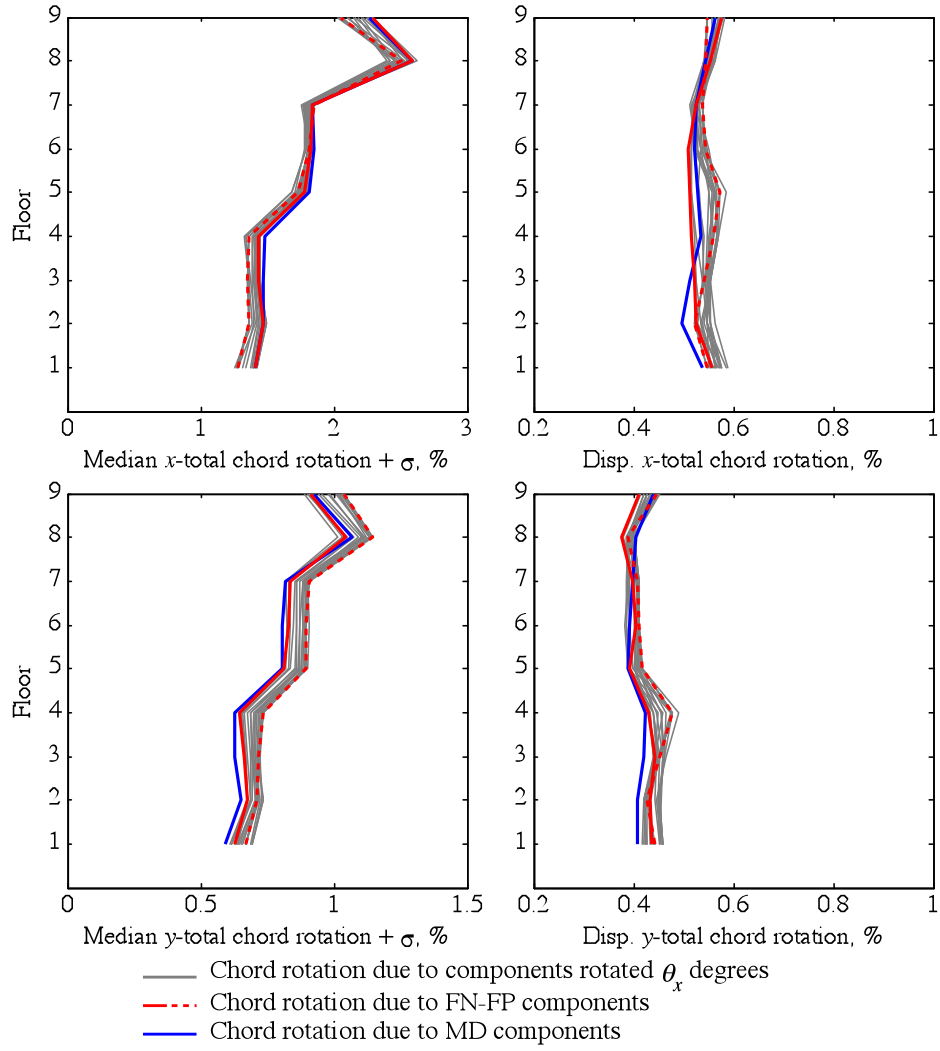 9
8
7
6
5
4
3
2
1
Floor
0 1 2 3
Median x-total chord rotation + σ, %
9
8
7
6
5
4
3
2
1
0.2 0.4 0.6 0.8 1
Disp. x-total chord rotation, %
9
8
7
6
5
4
3
2
1
Floor
0 0.5 1 1.5
Median y-total chord rotation + σ, %
9
8
7
6
5
4
3
2
1
0.2 0.4 0.6 0.8 1
Disp. y-total chord rotation, %
Chord rotation due to components rotated θx degrees
Chord rotation due to FN-FP components
Chord rotation due to MD components